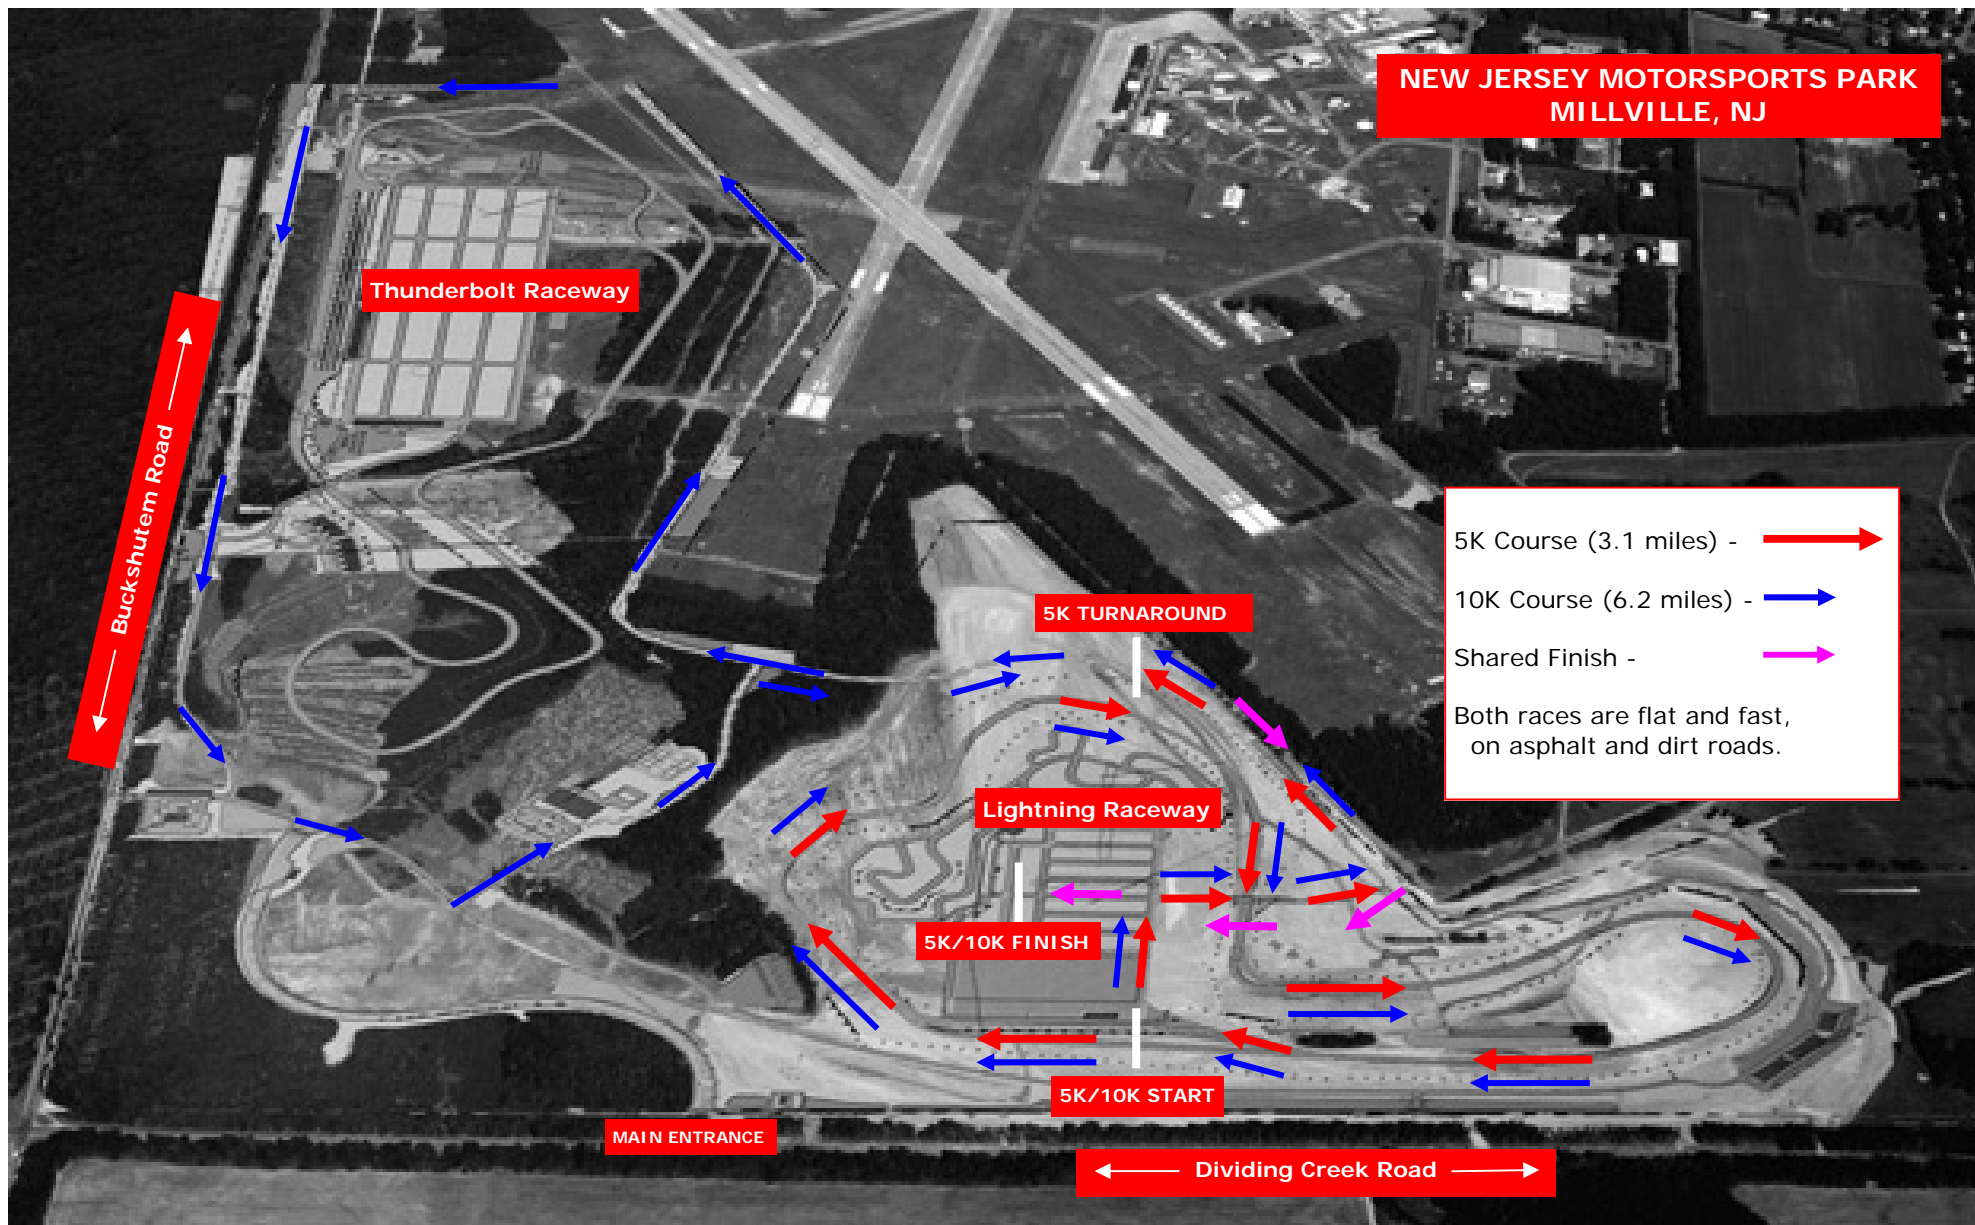 NEW JERSEY MOTORSPORTS PARK
MILLVILLE, NJ
Thunderbolt Raceway
Buckshutem Road
5K Course (3.1 miles) -
10K Course (6.2 miles) -
Shared Finish -
Both races are flat and fast,
on asphalt and dirt roads.
5K TURNAROUND
Lightning Raceway
5K/10K FINISH
5K/10K START
MAIN ENTRANCE
Dividing Creek Road